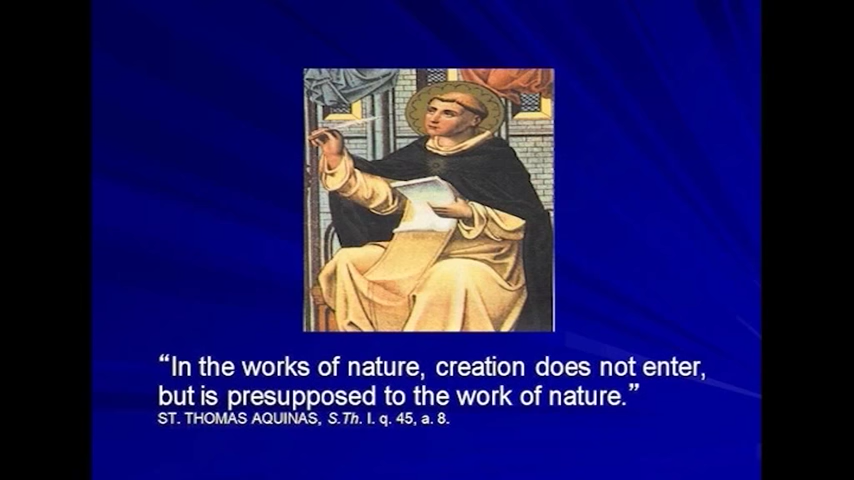 “In the works of nature, creation does not enter,
but is presupposed to the work of nature.”
ST. THOMAS AQUINAS, S.Th. I. q. 45, a. 8.